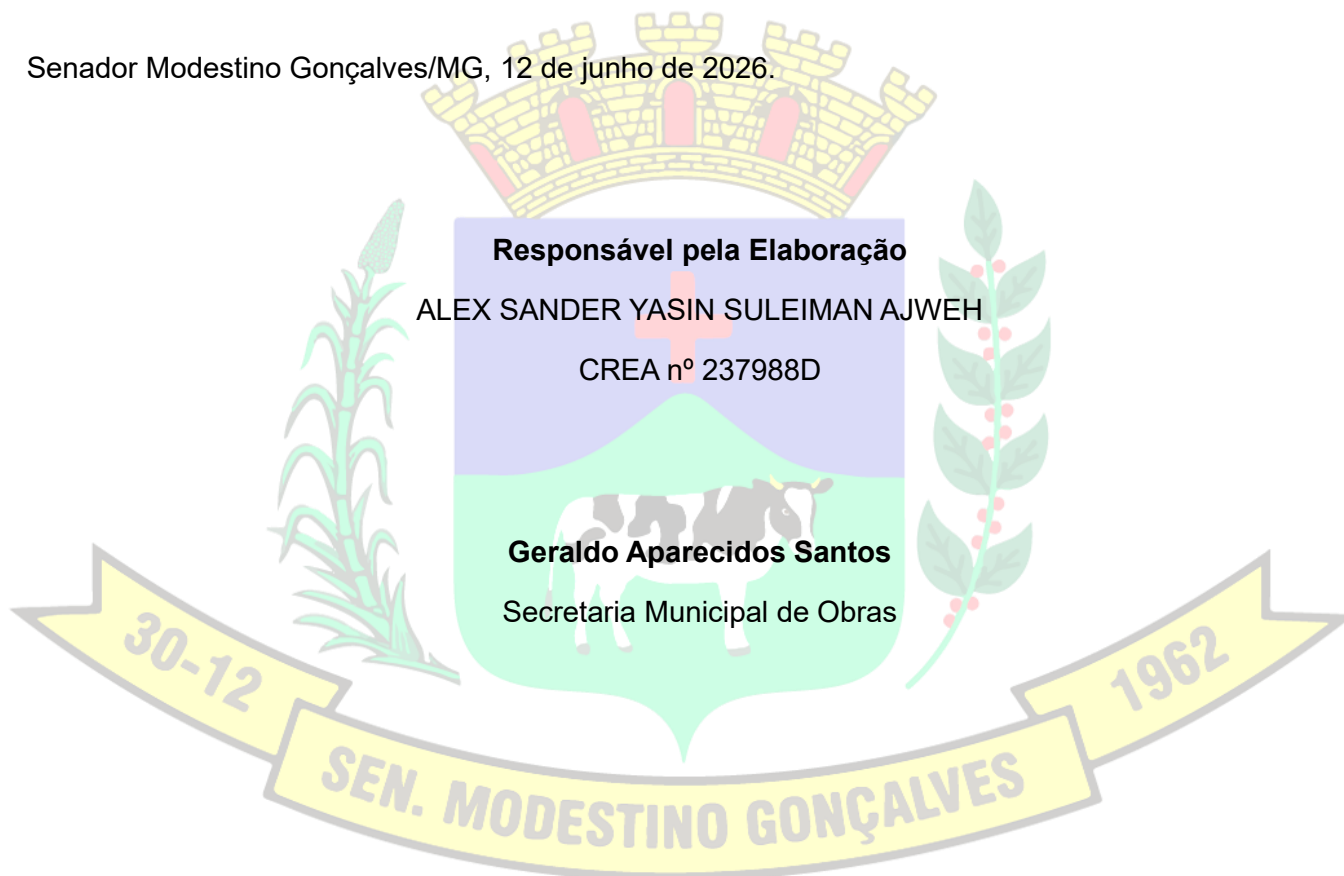 Senador Modestino Gonçalves/MG, 12 de junho de 2026.
Responsável pela Elaboração
ALEX SANDER YASIN SULEIMAN AJWEH
CREA nº 237988D
Geraldo Aparecidos Santos
Secretaria Municipal de Obras
30-12
SEN. MODESTINO GONÇALVES
1962